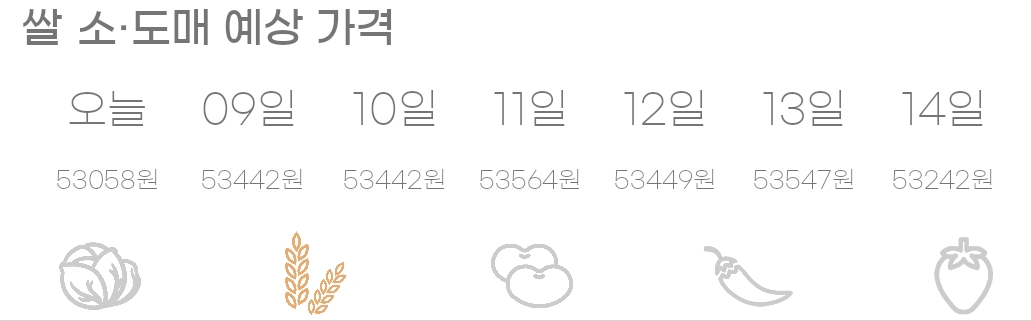 쌀 소·도매 예상 가격
오늘 09일 10일 11일 12일 13일 14일
53058원 53442원 53442원 53564원 53449원 53547원 53242원